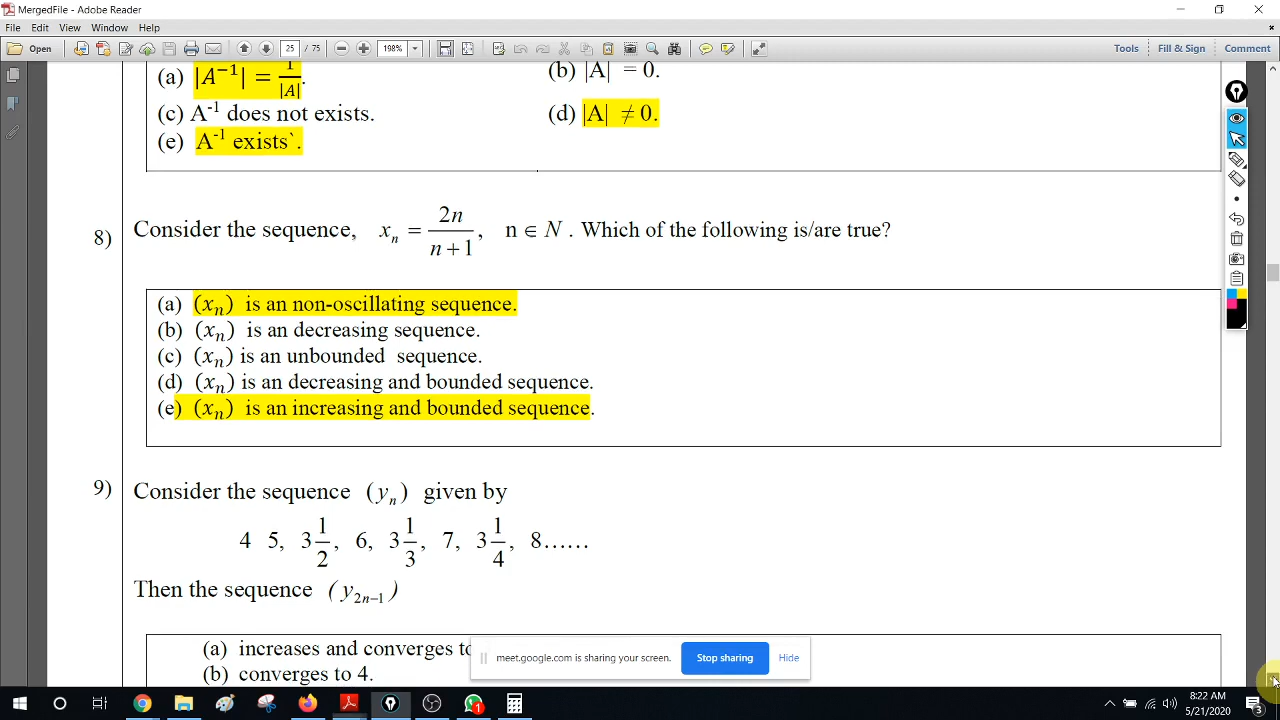 MergedFile - Adobe Reader
File Edit View Window Help
Open 25 / 75 198% Tools Fill & Sign Comment
(a) |A⁻¹| = 1/|A|. (b) |A| = 0.
(c) A⁻¹ does not exists. (d) |A| ≠ 0.
(e) A⁻¹ exists`.
8) Consider the sequence, xₙ = 2n/(n+1), n ∈ N . Which of the following is/are true?
(a) (xₙ) is an non-oscillating sequence.
(b) (xₙ) is an decreasing sequence.
(c) (xₙ) is an unbounded sequence.
(d) (xₙ) is an decreasing and bounded sequence.
(e) (xₙ) is an increasing and bounded sequence.
9) Consider the sequence (yₙ) given by
4 5, 3 1/2, 6, 3 1/3, 7, 3 1/4, 8......
Then the sequence (y₂ₙ₋₁)
(a) increases and converges to
(b) converges to 4.
meet.google.com is sharing your screen. Stop sharing Hide
1
8:22 AM
5/21/2020
3